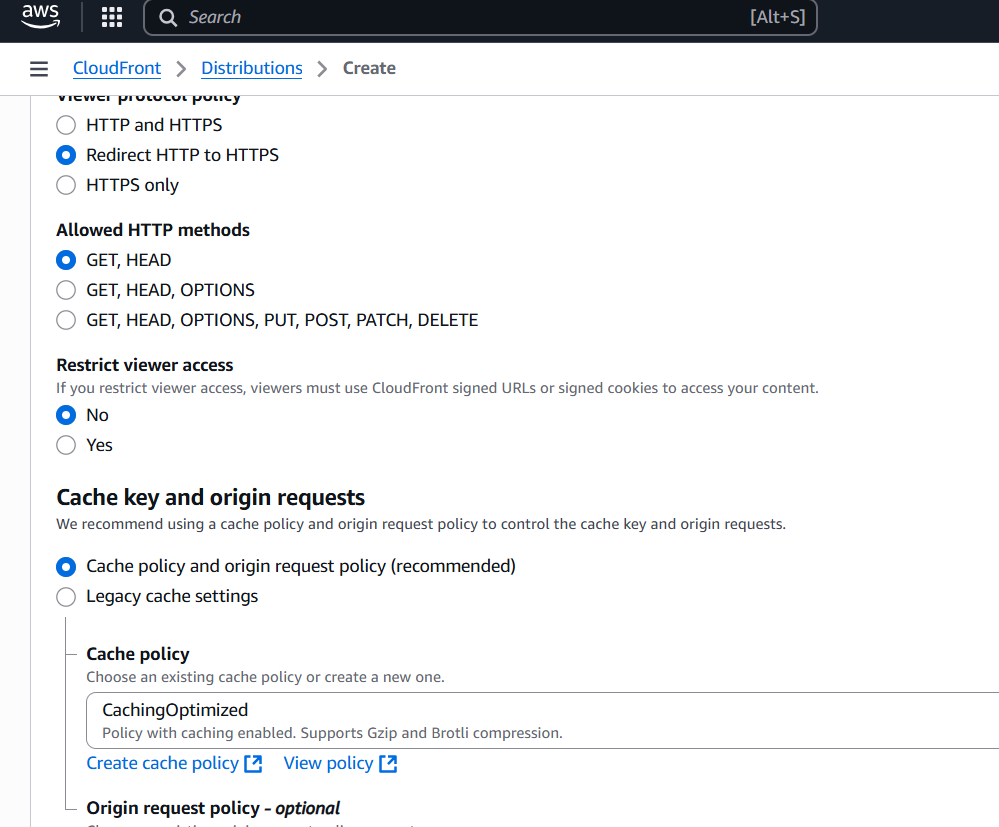 aws
Search [Alt+S]
CloudFront Distributions Create
Viewer protocol policy
HTTP and HTTPS
Redirect HTTP to HTTPS
HTTPS only
Allowed HTTP methods
GET, HEAD
GET, HEAD, OPTIONS
GET, HEAD, OPTIONS, PUT, POST, PATCH, DELETE
Restrict viewer access
If you restrict viewer access, viewers must use CloudFront signed URLs or signed cookies to access your content.
No
Yes
Cache key and origin requests
We recommend using a cache policy and origin request policy to control the cache key and origin requests.
Cache policy and origin request policy (recommended)
Legacy cache settings
Cache policy
Choose an existing cache policy or create a new one.
CachingOptimized
Policy with caching enabled. Supports Gzip and Brotli compression.
Create cache policy View policy
Origin request policy - optional